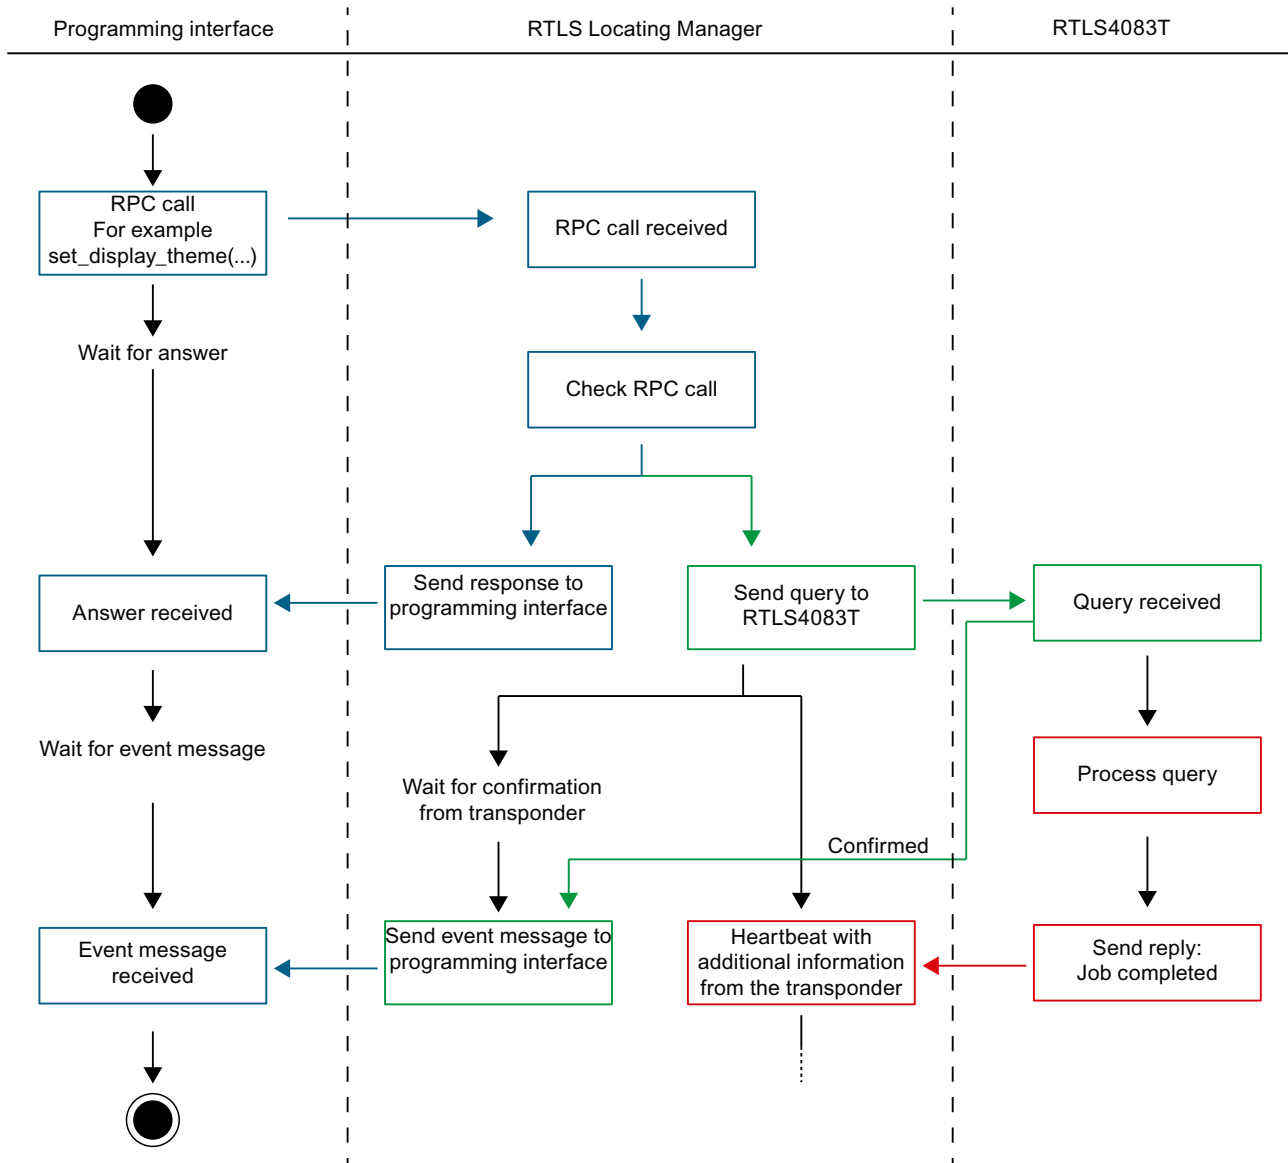 Programming interface
RTLS Locating Manager
RTLS4083T
RPC call
For example
set_display_theme(...)
RPC call received
Wait for answer
Check RPC call
Answer received
Send response to
programming interface
Send query to
RTLS4083T
Query received
Wait for event message
Wait for confirmation
from transponder
Process query
Confirmed
Event message
received
Send event message to
programming interface
Heartbeat with
additional information
from the transponder
Send reply:
Job completed